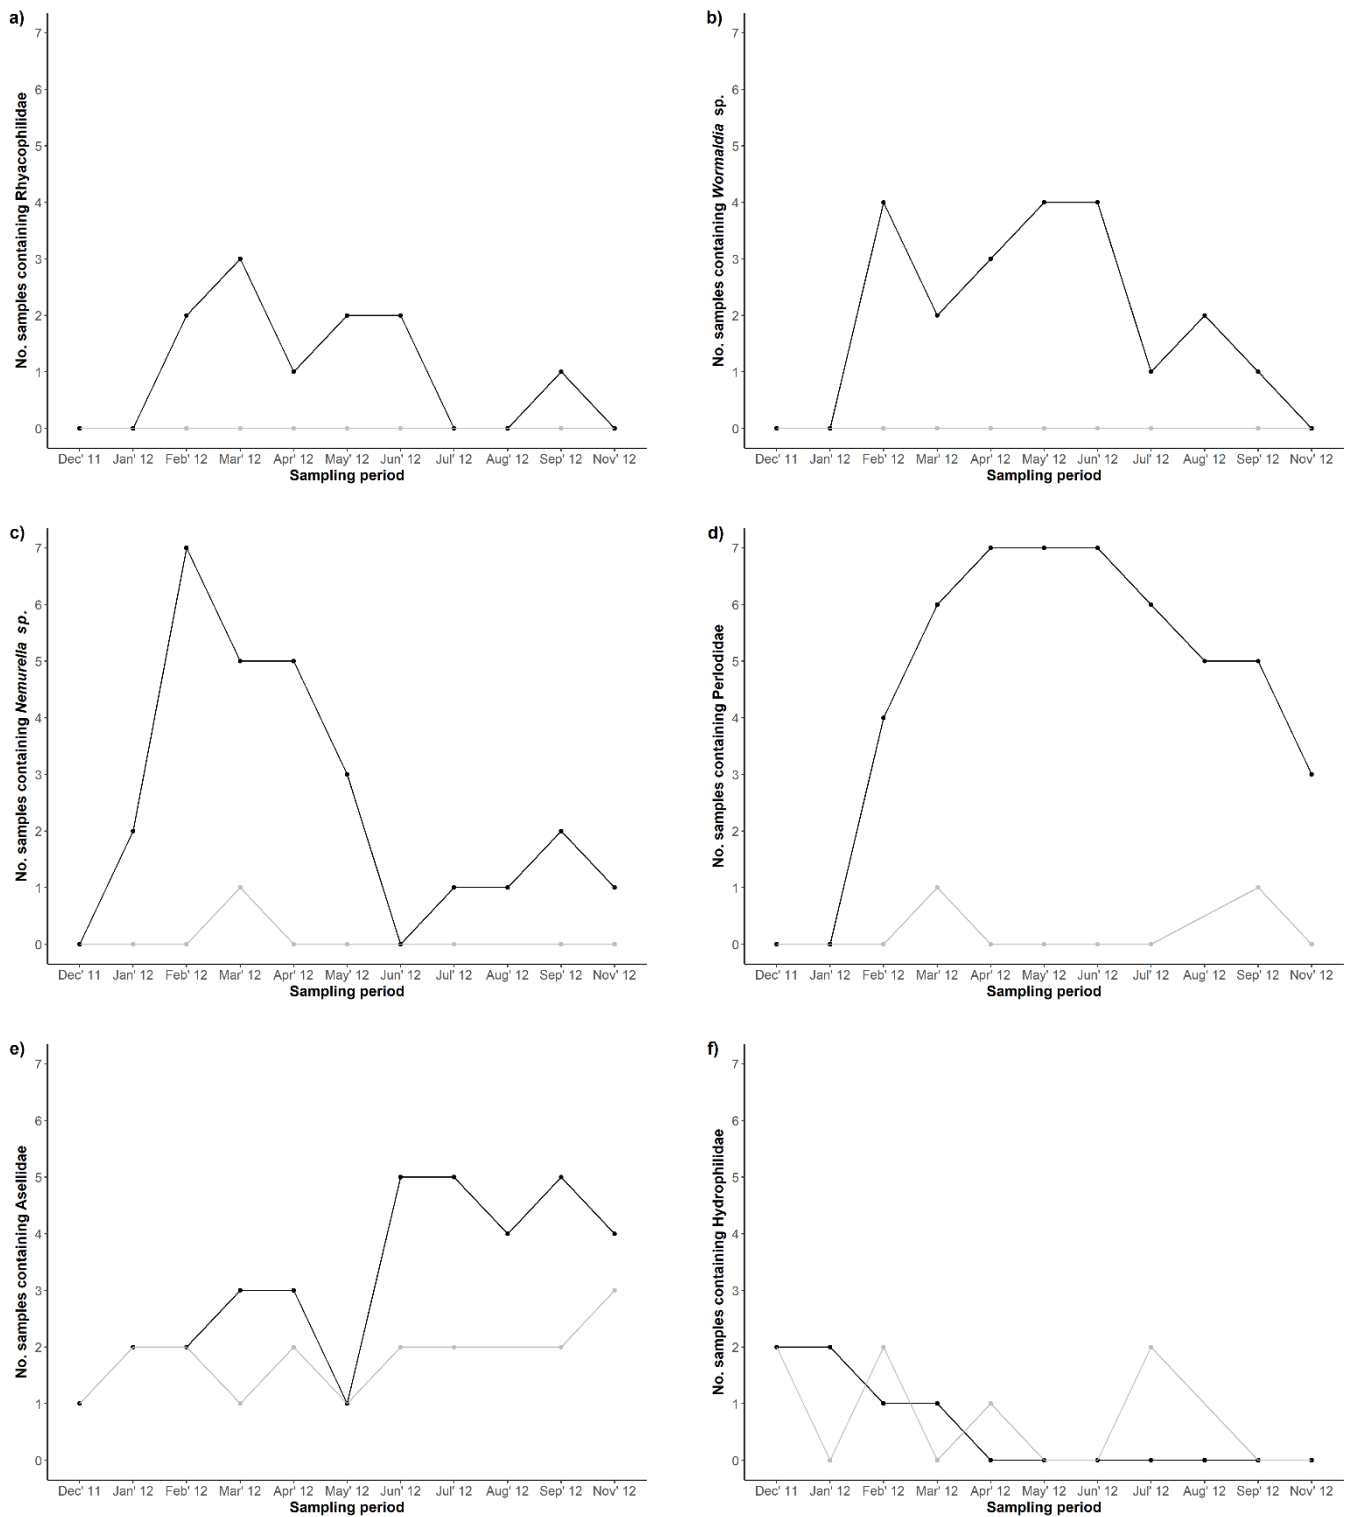 a)
No. samples containing Rhyacophilidae
7
6
5
4
3
2
1
0
Dec' 11 Jan' 12 Feb' 12 Mar' 12 Apr' 12 May' 12 Jun' 12 Jul' 12 Aug' 12 Sep' 12 Nov' 12
Sampling period
b)
No. samples containing Wormaldia sp.
7
6
5
4
3
2
1
0
Dec' 11 Jan' 12 Feb' 12 Mar' 12 Apr' 12 May' 12 Jun' 12 Jul' 12 Aug' 12 Sep' 12 Nov' 12
Sampling period
c)
No. samples containing Nemurella sp.
7
6
5
4
3
2
1
0
Dec' 11 Jan' 12 Feb' 12 Mar' 12 Apr' 12 May' 12 Jun' 12 Jul' 12 Aug' 12 Sep' 12 Nov' 12
Sampling period
d)
No. samples containing Perlodidae
7
6
5
4
3
2
1
0
Dec' 11 Jan' 12 Feb' 12 Mar' 12 Apr' 12 May' 12 Jun' 12 Jul' 12 Aug' 12 Sep' 12 Nov' 12
Sampling period
e)
No. samples containing Asellidae
7
6
5
4
3
2
1
0
Dec' 11 Jan' 12 Feb' 12 Mar' 12 Apr' 12 May' 12 Jun' 12 Jul' 12 Aug' 12 Sep' 12 Nov' 12
Sampling period
f)
No. samples containing Hydrophilidae
7
6
5
4
3
2
1
0
Dec' 11 Jan' 12 Feb' 12 Mar' 12 Apr' 12 May' 12 Jun' 12 Jul' 12 Aug' 12 Sep' 12 Nov' 12
Sampling period